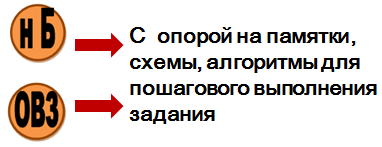 Н Б
ОВЗ
С опорой на памятки,
схемы, алгоритмы для
пошагового выполнения
задания